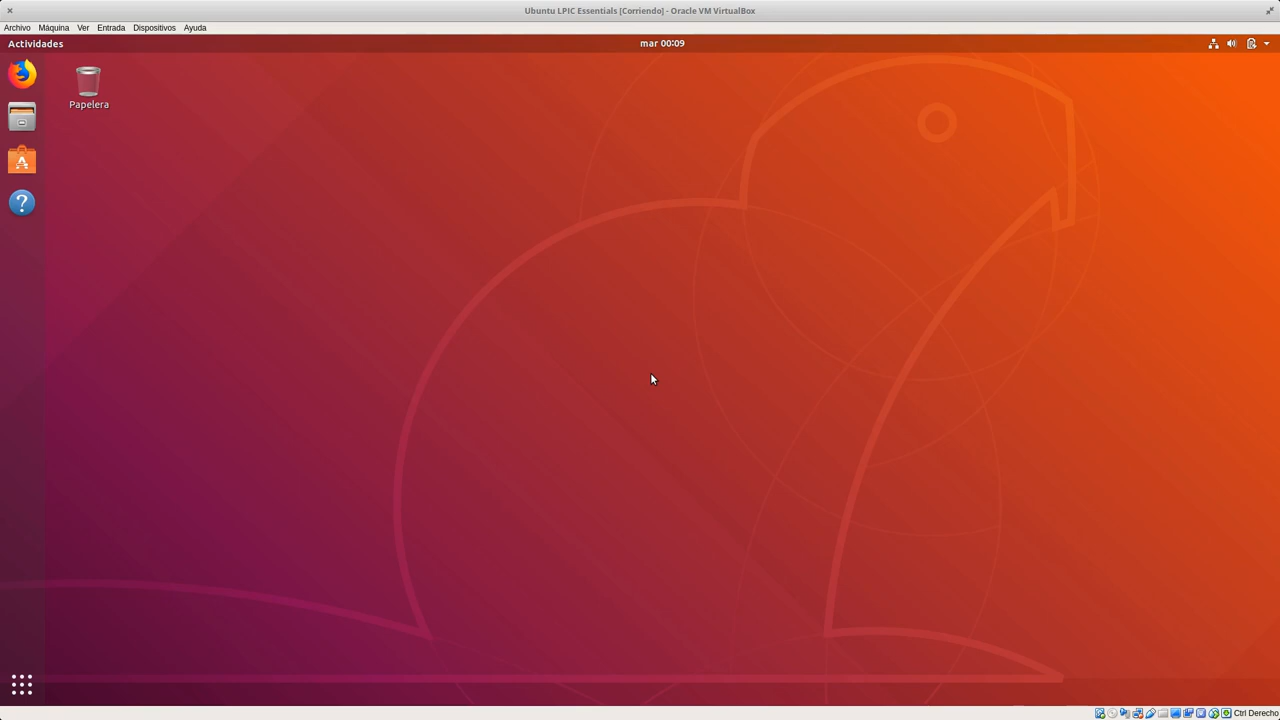 Ubuntu LPIC Essentials [Corriendo] - Oracle VM VirtualBox
Archivo Máquina Ver Entrada Dispositivos Ayuda
Actividades mar 00:09
Papelera
Ctrl Derecho